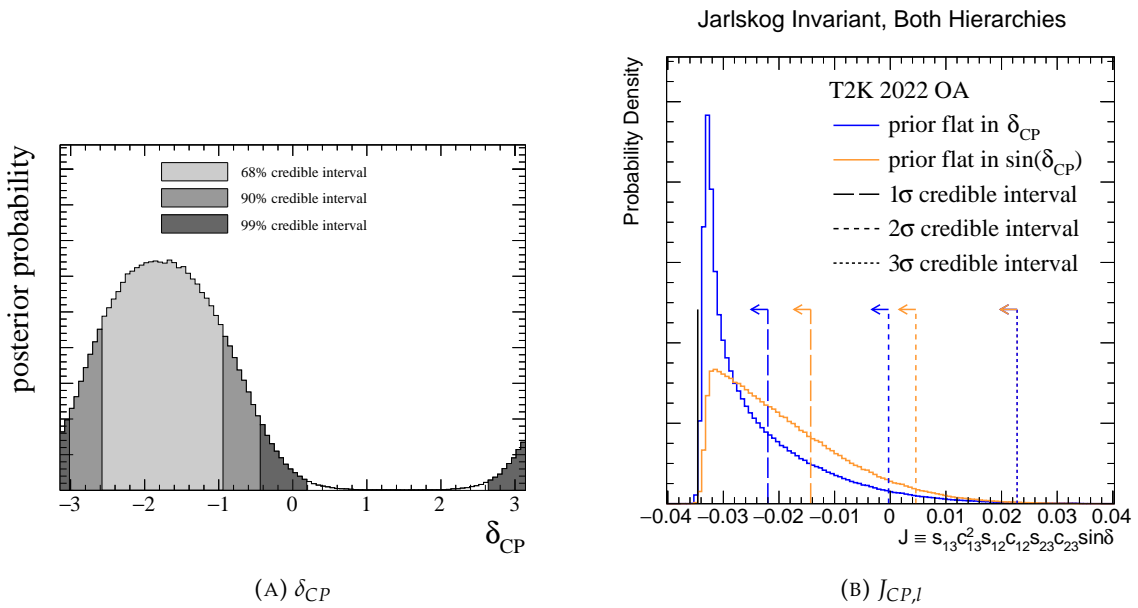 posterior probability
68% credible interval
90% credible interval
99% credible interval
−3 −2 −1 0 1 2 3
δCP
(A) δCP
Jarlskog Invariant, Both Hierarchies
Probability Density
T2K 2022 OA
prior flat in δCP
prior flat in sin(δCP)
1σ credible interval
2σ credible interval
3σ credible interval
−0.04 −0.03 −0.02 −0.01 0 0.01 0.02 0.03 0.04
J ≡ s13c²13s12c12s23c23sinδ
(B) JCP,l